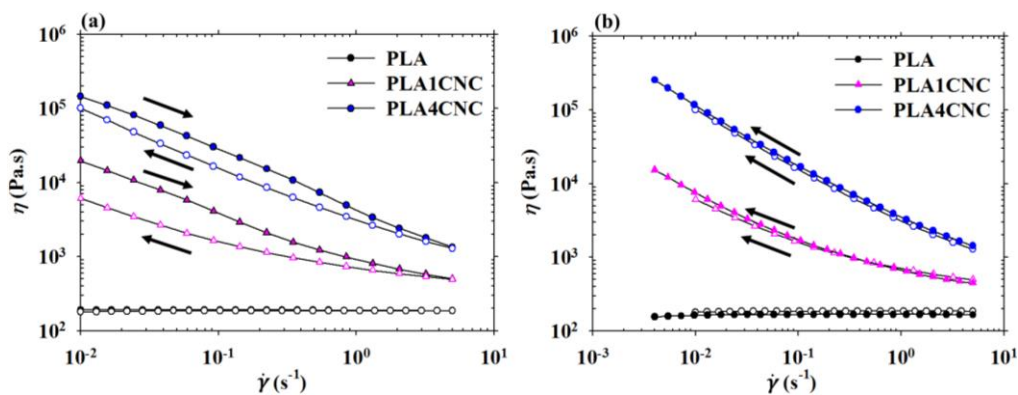 (a)
10⁶
10⁵
10⁴
10³
10²
η (Pa.s)
PLA
PLA1CNC
PLA4CNC
10⁻² 10⁻¹ 10⁰ 10¹
γ̇ (s⁻¹)
(b)
10⁶
10⁵
10⁴
10³
10²
η (Pa.s)
PLA
PLA1CNC
PLA4CNC
10⁻³ 10⁻² 10⁻¹ 10⁰ 10¹
γ̇ (s⁻¹)